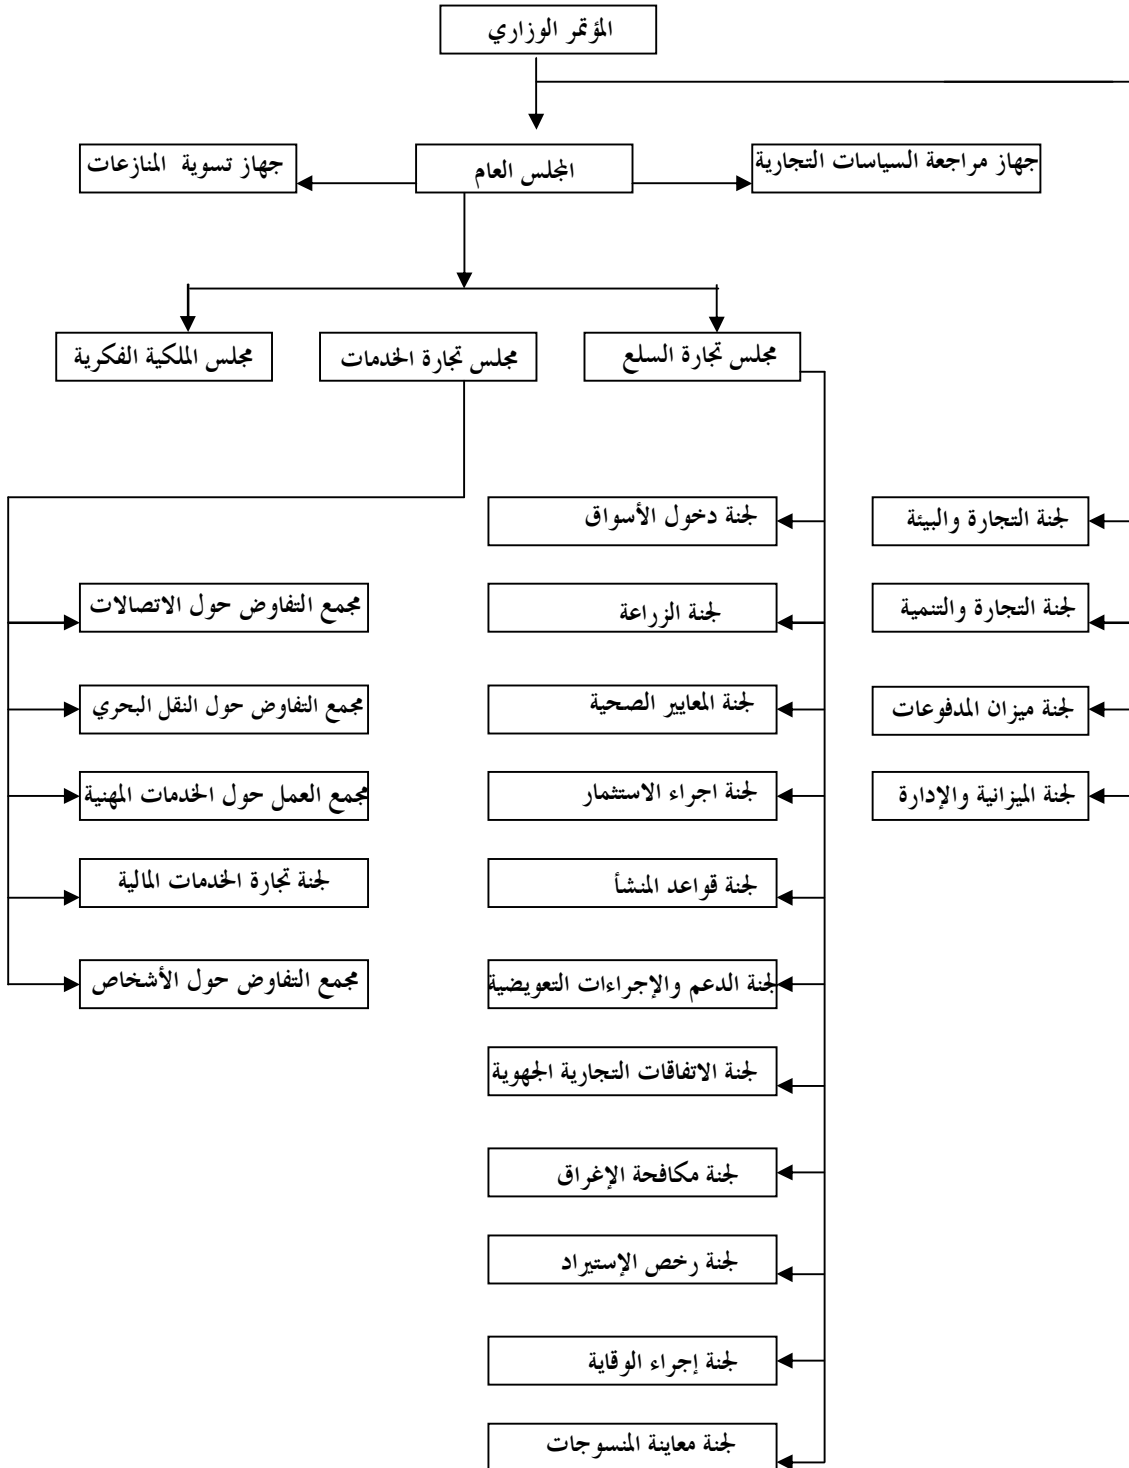 المؤتمر الوزاري
جهاز مراجعة السياسات التجارية
المجلس العام
جهاز تسوية المنازعات
مجلس تجارة السلع
مجلس تجارة الخدمات
مجلس الملكية الفكرية
لجنة التجارة والبيئة
لجنة التجارة والتنمية
لجنة ميزان المدفوعات
لجنة الميزانية والإدارة
لجنة دخول الأسواق
لجنة الزراعة
لجنة المعايير الصحية
لجنة اجراء الاستثمار
لجنة قواعد المنشأ
لجنة الدعم والإجراءات التعويضية
لجنة الاتفاقات التجارية الجهوية
لجنة مكافحة الإغراق
لجنة رخص الإستيراد
لجنة إجراء الوقاية
لجنة معاينة المنسوجات
مجمع التفاوض حول الاتصالات
مجمع التفاوض حول النقل البحري
مجمع العمل حول الخدمات المهنية
لجنة تجارة الخدمات المالية
مجمع التفاوض حول الأشخاص